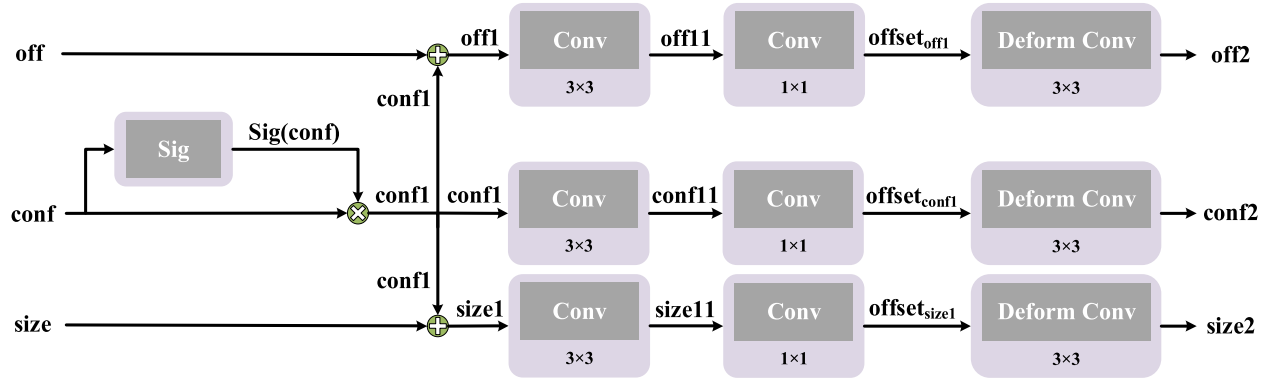 off
conf1
off1
Conv
3×3
off11
Conv
1×1
offset_off1
Deform Conv
3×3
off2
Sig
Sig(conf)
conf
conf1
conf1
Conv
3×3
conf11
Conv
1×1
offset_conf1
Deform Conv
3×3
conf2
conf1
size
size1
Conv
3×3
size11
Conv
1×1
offset_size1
Deform Conv
3×3
size2